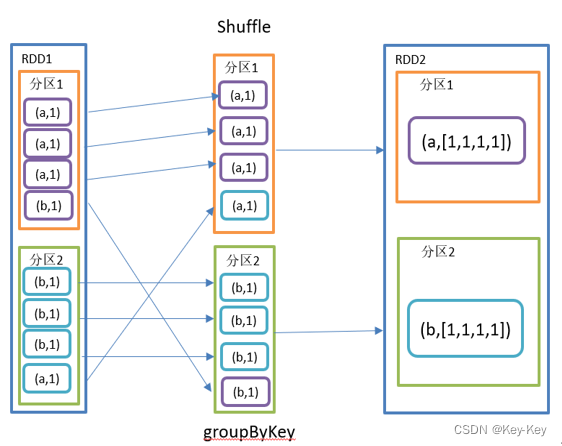 Shuffle
RDD1
分区1
(a,1)
(a,1)
(a,1)
(b,1)
分区2
(b,1)
(b,1)
(b,1)
(a,1)
分区1
(a,1)
(a,1)
(a,1)
(a,1)
分区2
(b,1)
(b,1)
(b,1)
(b,1)
groupByKey
RDD2
分区1
(a,[1,1,1,1])
分区2
(b,[1,1,1,1])
CSDN @Key-Key